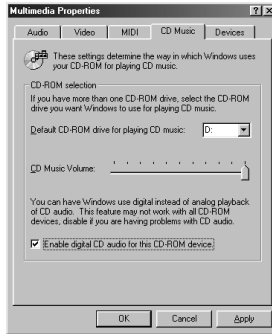 Multimedia Properties
Audio Video MIDI CD Music Devices
These settings determine the way in which Windows uses
your CD-ROM for playing CD music.
CD-ROM selection
If you have more than one CD-ROM drive, select the CD-ROM
drive you want Windows to use for playing CD music.
Default CD-ROM drive for playing CD music: D:
CD Music Volume:
You can have Windows use digital instead of analog playback
of CD audio. This feature may not work with all CD-ROM
devices, disable if you are having problems with CD audio.
Enable digital CD audio for this CD-ROM device.
OK Cancel Apply